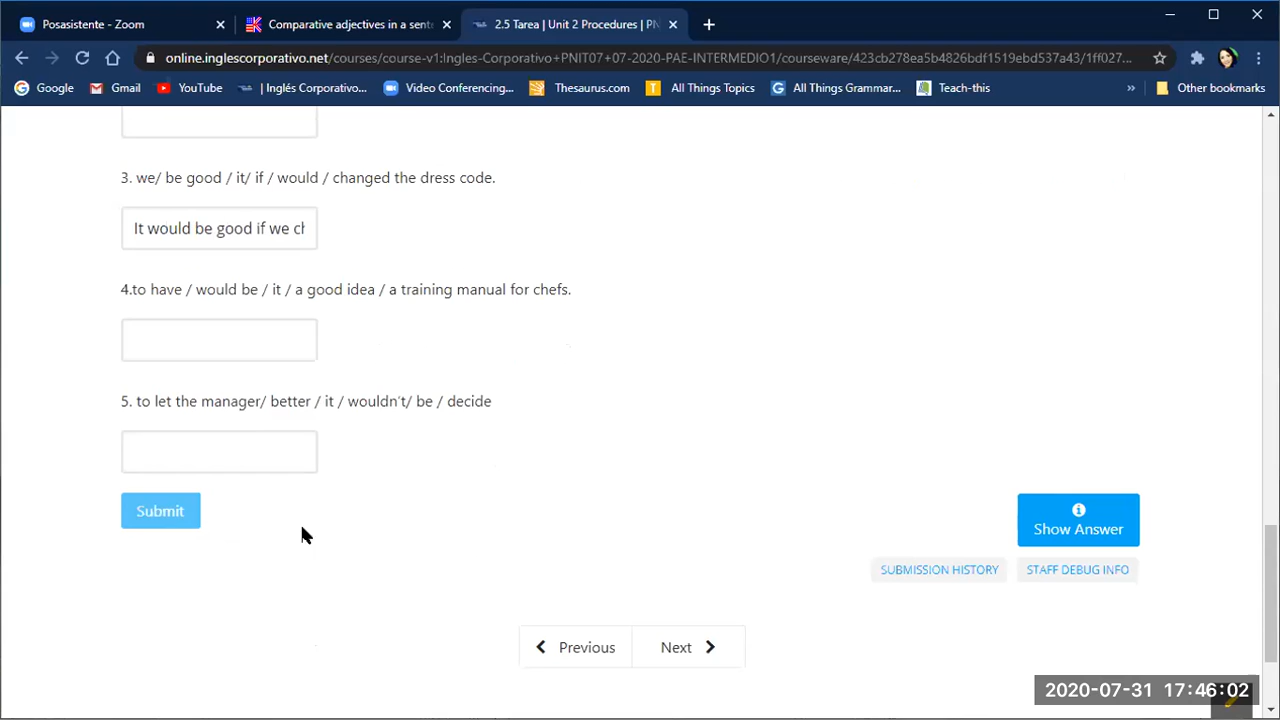 Posasistente - Zoom
Comparative adjectives in a sent
2.5 Tarea | Unit 2 Procedures | PN
online.inglescorporativo.net/courses/course-v1:Ingles-Corporativo+PNIT07+07-2020-PAE-INTERMEDIO1/courseware/423cb278ea5b4826bdf1519ebd537a43/1ff027...
Google Gmail YouTube | Inglés Corporativo... Video Conferencing,... Thesaurus.com All Things Topics All Things Grammar... Teach-this » Other bookmarks
3. we/ be good / it/ if / would / changed the dress code.
It would be good if we ch
4.to have / would be / it / a good idea / a training manual for chefs.
5. to let the manager/ better / it / wouldn't/ be / decide
Submit
Show Answer
SUBMISSION HISTORY
STAFF DEBUG INFO
Previous
Next
2020-07-31 17:46:02